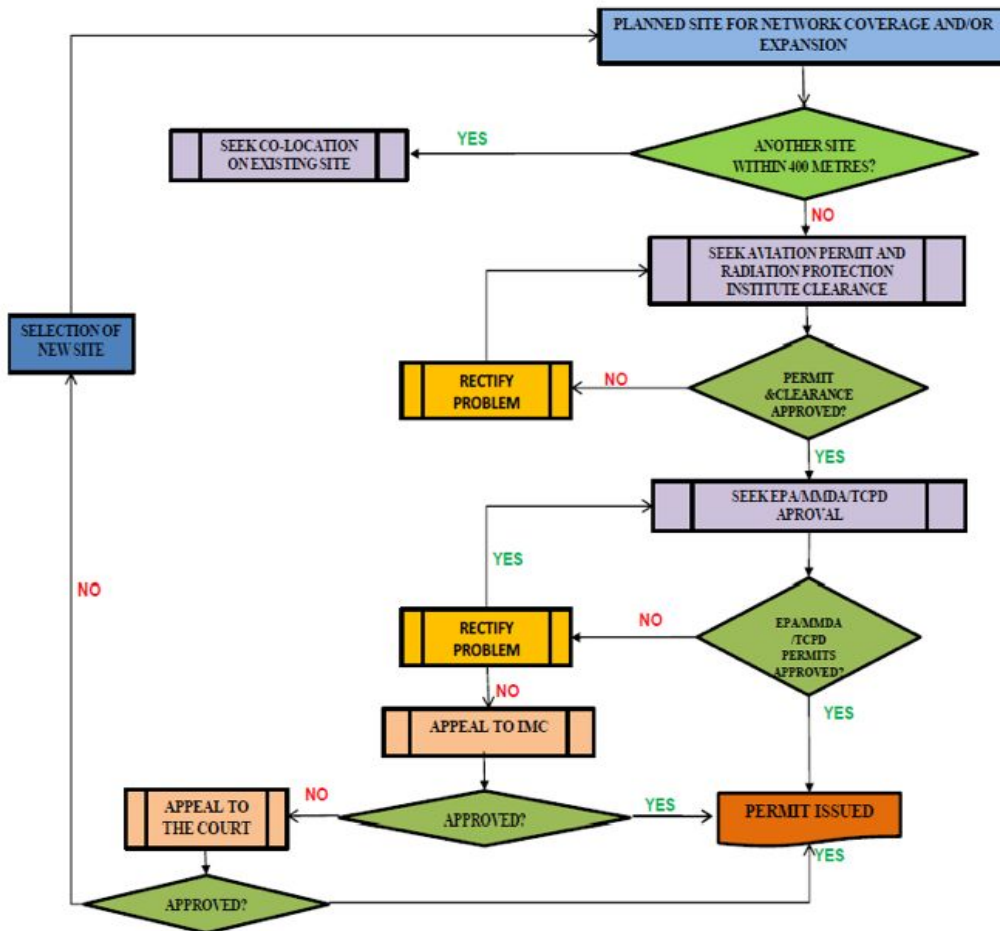 PLANNED SITE FOR NETWORK COVERAGE AND/OR
EXPANSION
YES
SEEK CO-LOCATION
ON EXISTING SITE
ANOTHER SITE
WITHIN 400 METRES?
NO
SEEK AVIATION PERMIT AND
RADIATION PROTECTION
INSTITUTE CLEARANCE
SELECTION OF
NEW SITE
RECTIFY
PROBLEM
NO
PERMIT
&CLEARANCE
APPROVED?
YES
SEEK EPA/MMDA/TCPD
APROVAL
YES
NO
RECTIFY
PROBLEM
NO
EPA/MMDA
/TCPD
PERMITS
APPROVED?
NO
YES
APPEAL TO IMC
NO
APPEAL TO
THE COURT
APPROVED?
YES
PERMIT ISSUED
YES
APPROVED?